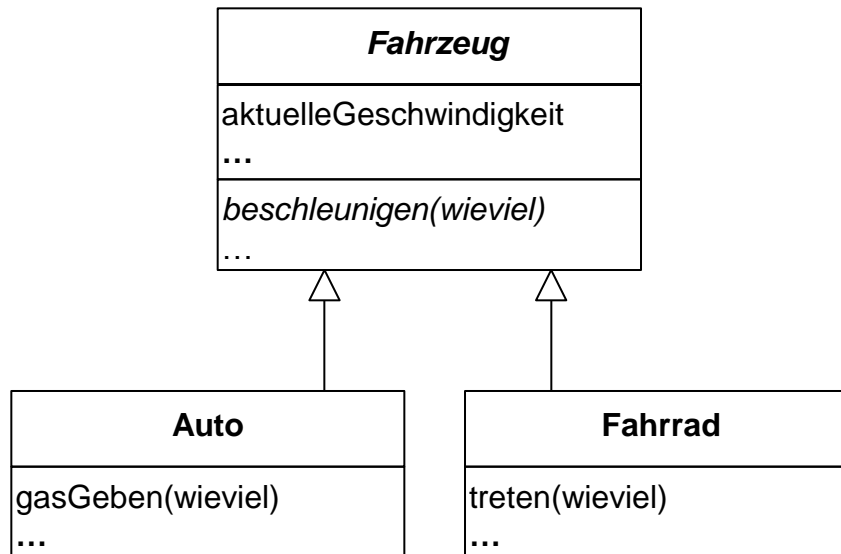 Fahrzeug
aktuelleGeschwindigkeit
...
beschleunigen(wieviel)
...
Auto
gasGeben(wieviel)
...
Fahrrad
treten(wieviel)
...